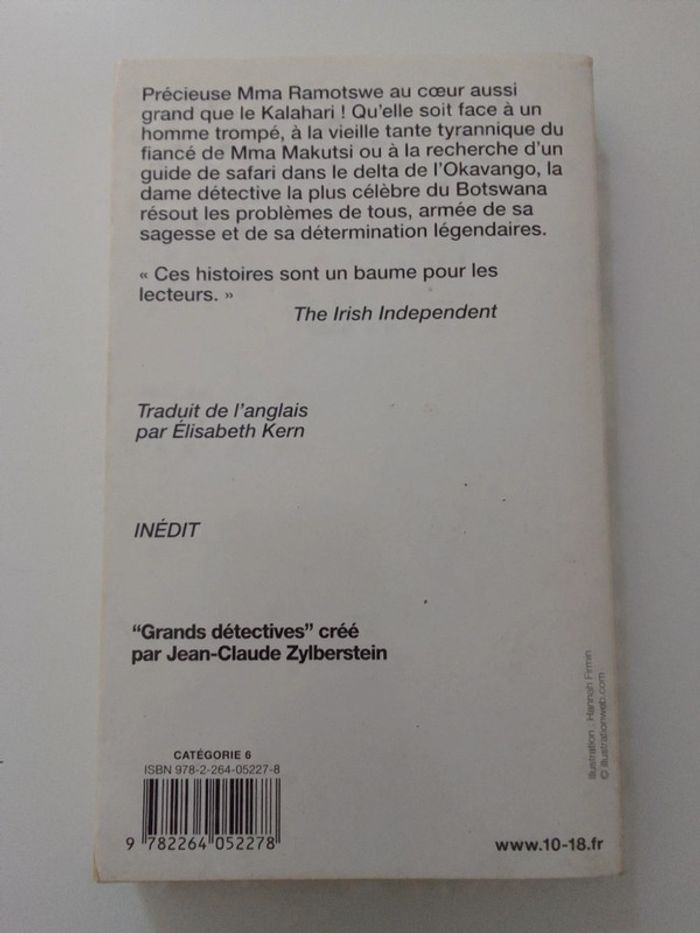 Précieuse Mma Ramotswe au cœur aussi
grand que le Kalahari ! Qu'elle soit face à un
homme trompé, à la vieille tante tyrannique du
fiancé de Mma Makutsi ou à la recherche d'un
guide de safari dans le delta de l'Okavango, la
dame détective la plus célèbre du Botswana
résout les problèmes de tous, armée de sa
sagesse et de sa détermination légendaires.
« Ces histoires sont un baume pour les
lecteurs. »
The Irish Independent
Traduit de l'anglais
par Élisabeth Kern
INÉDIT
"Grands détectives" créé
par Jean-Claude Zylberstein
Illustration : Hannah Firmin
© illustrationweb.com
CATÉGORIE 6
ISBN 978-2-264-05227-8
9 782264 052278
www.10-18.fr